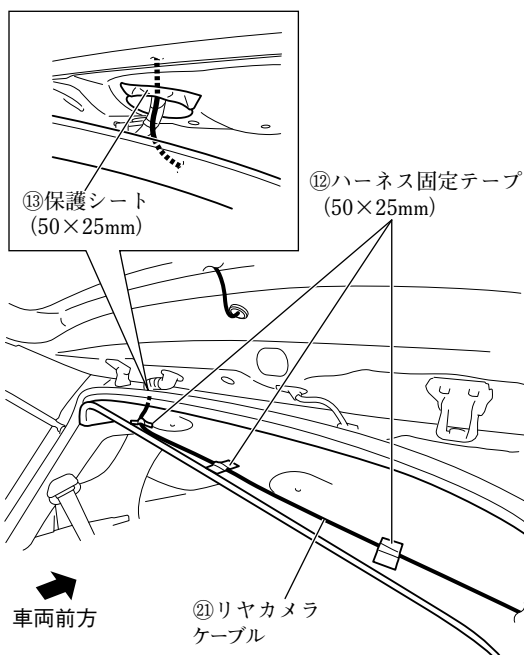 ⑬保護シート
(50×25mm)
⑫ハーネス固定テープ
(50×25mm)
車両前方
㉑リヤカメラ
ケーブル